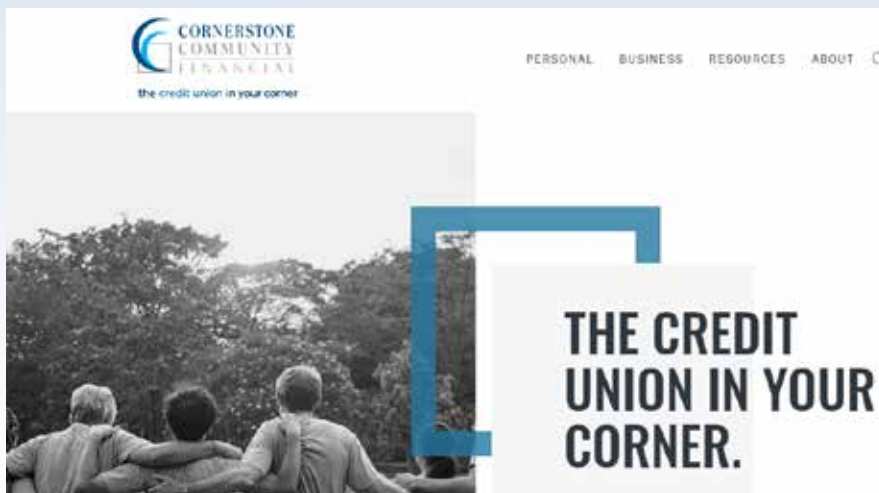 CORNERSTONE
COMMUNITY
FINANCIAL
the credit union in your corner
PERSONAL BUSINESS RESOURCES ABOUT
THE CREDIT
UNION IN YOUR
CORNER.